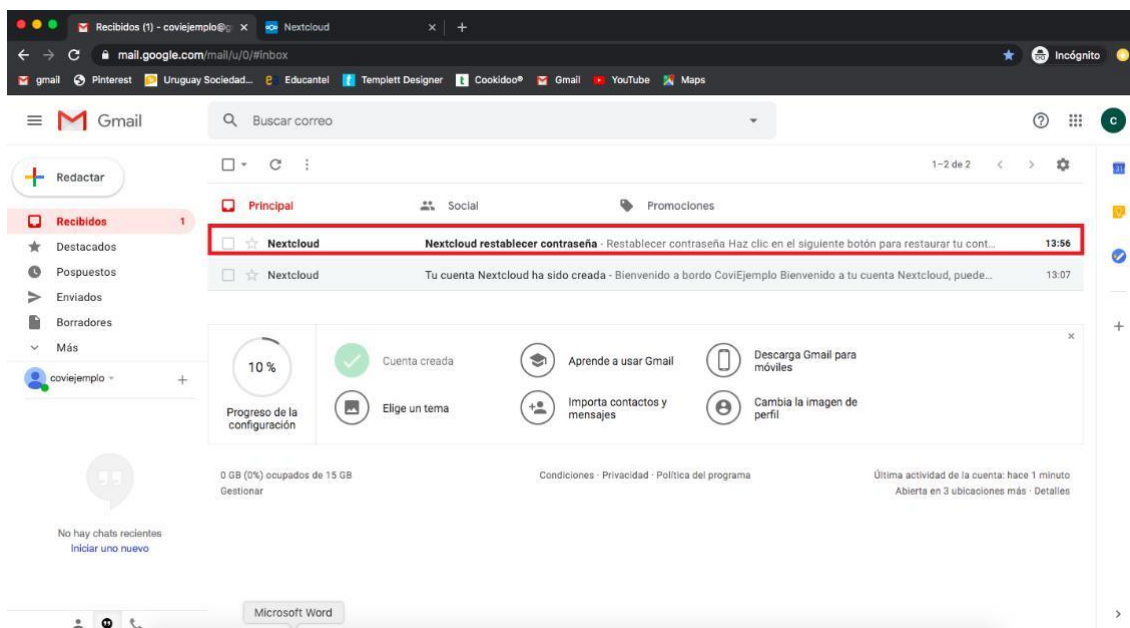 Recibidos (1) - coviejemplo@g
Nextcloud
mail.google.com/mail/u/0/#inbox
Incógnito
gmail Pinterest Uruguay Sociedad... Educantel Templett Designer Cookidoo® Gmail YouTube Maps
Gmail
Buscar correo
C
Redactar
1-2 de 2
31
Principal Social Promociones
Recibidos 1
Destacados
Pospuestos
Enviados
Borradores
Más
coviejemplo
Nextcloud Nextcloud restablecer contraseña - Restablecer contraseña Haz clic en el siguiente botón para restaurar tu cont... 13:56
Nextcloud Tu cuenta Nextcloud ha sido creada - Bienvenido a bordo CoviEjemplo Bienvenido a tu cuenta Nextcloud, puede... 13:07
10 %
Progreso de la
configuración
Cuenta creada
Aprende a usar Gmail
Descarga Gmail para
móviles
Elige un tema
Importa contactos y
mensajes
Cambia la imagen de
perfil
0 GB (0%) ocupados de 15 GB
Gestionar
Condiciones · Privacidad · Política del programa
Última actividad de la cuenta: hace 1 minuto
Abierta en 3 ubicaciones más · Detalles
No hay chats recientes
Iniciar uno nuevo
Microsoft Word